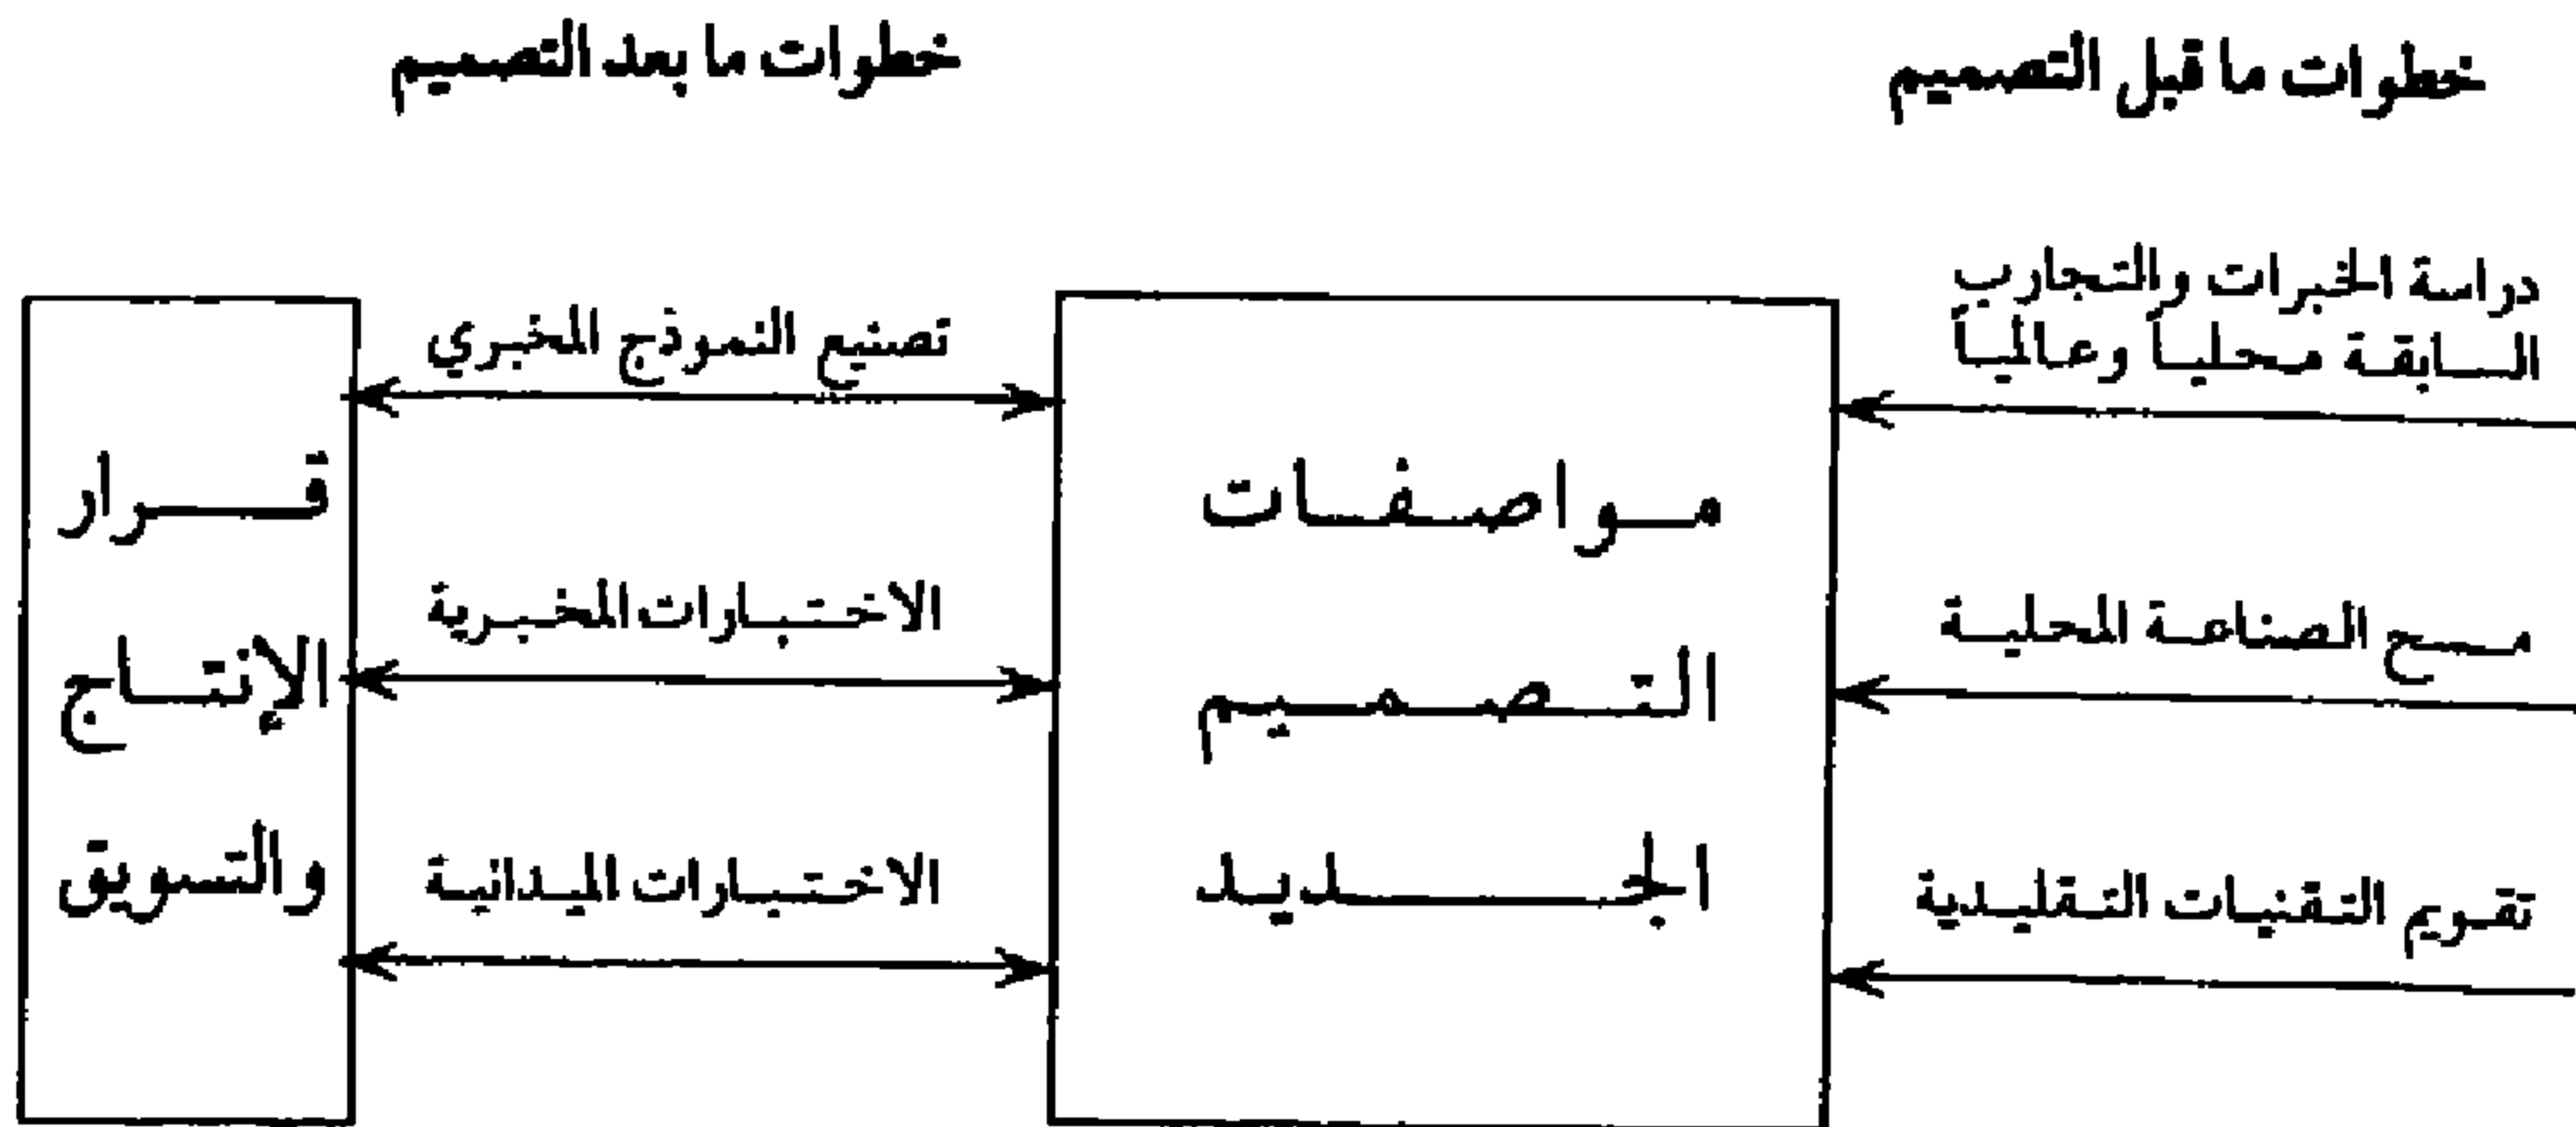 خطوات ما قبل التصميم
خطوات ما بعد التصميم
دراسة الخبرات والتجارب
السابقة محلياً وعالمياً
مسح الصناعة المحلية
تقويم التقنيات التقليدية
مواصفات
التصميم
الجديد
تصنيع النموذج المخبري
الاختبارات المخبرية
الاختبارات الميدانية
قرار
الإنتاج
والتسويق